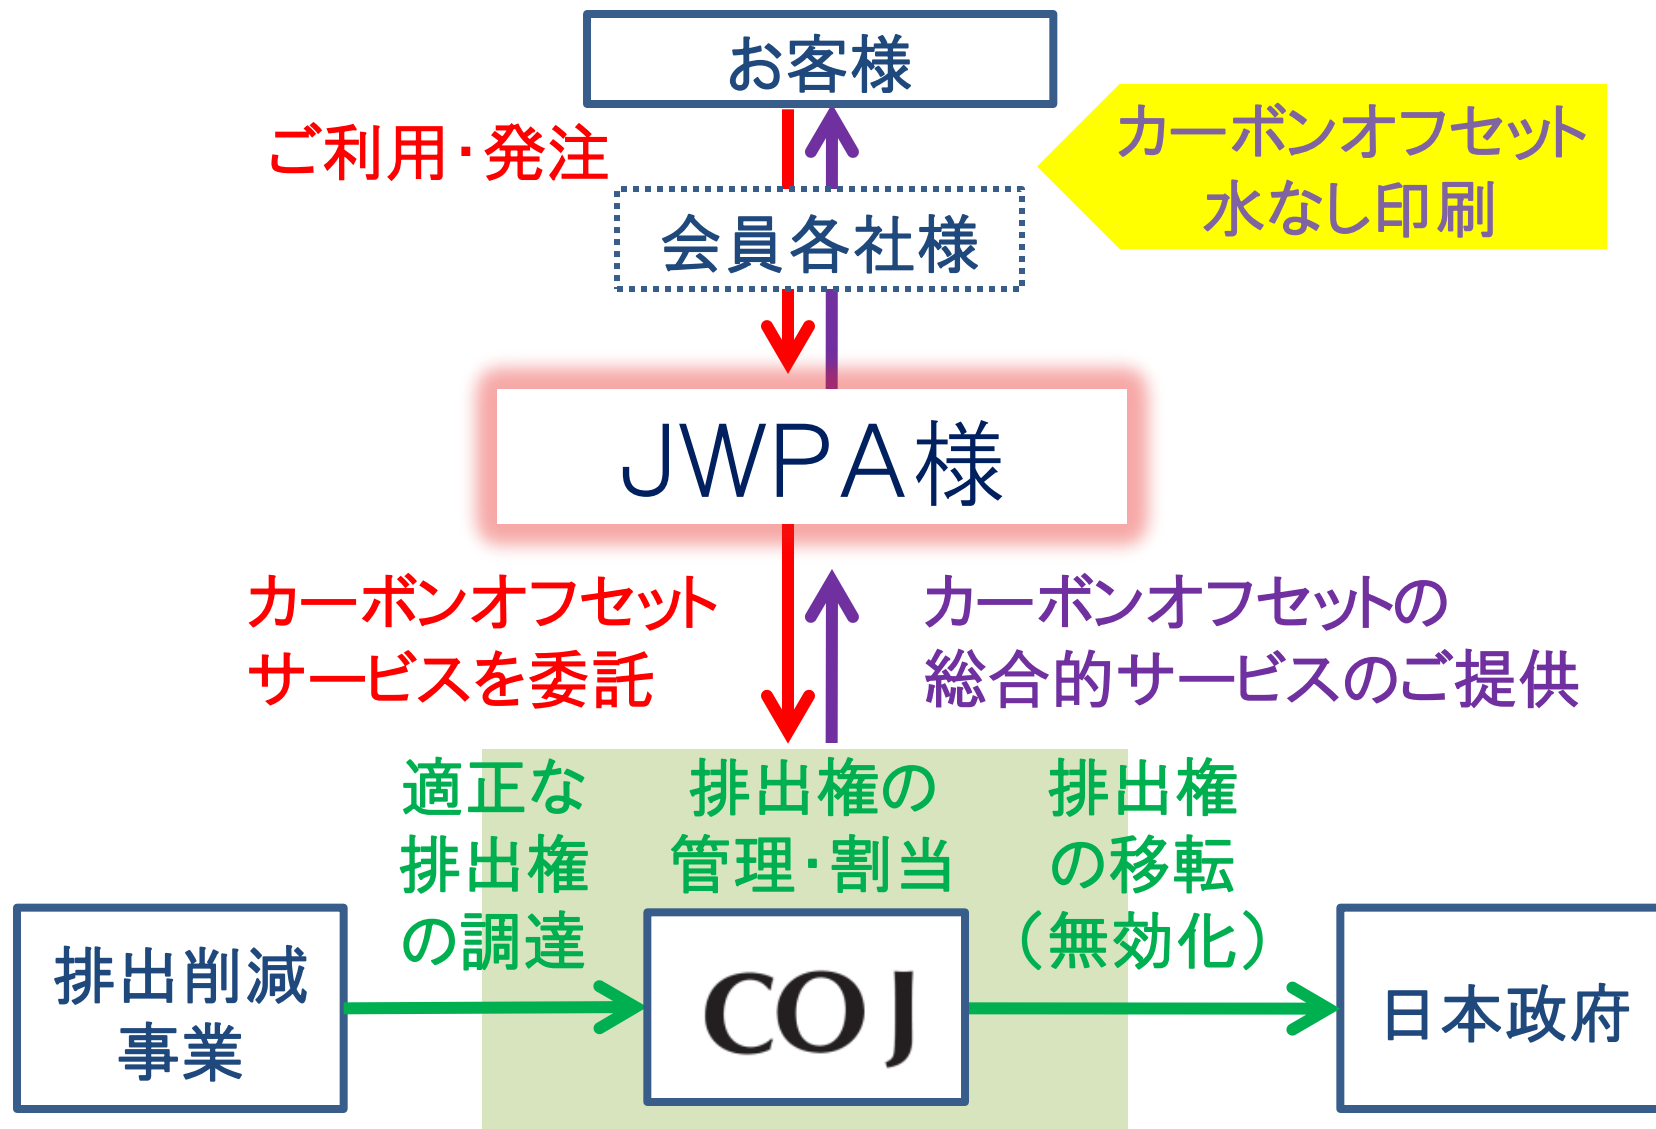 お客様
ご利用・発注
カーボンオフセット
水なし印刷
会員各社様
JWPA様
カーボンオフセット
サービスを委託
カーボンオフセットの
総合的サービスのご提供
適正な
排出権
の調達
排出権の
管理・割当
排出権
の移転
（無効化）
排出削減
事業
COJ
日本政府